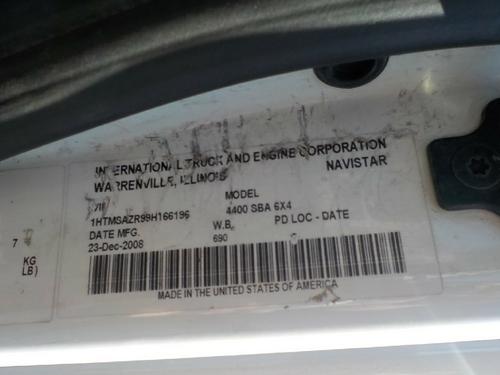 INTERNATIONAL TRUCK AND ENGINE CORPORATION
WARRENVILLE, ILLINOIS NAVISTAR
VIN MODEL
1HTMSAZR99H166196 4400 SBA 6X4
DATE MFG. W.B. PD LOC - DATE
23-Dec-2008 690
MADE IN THE UNITED STATES OF AMERICA
7
KG
LB)